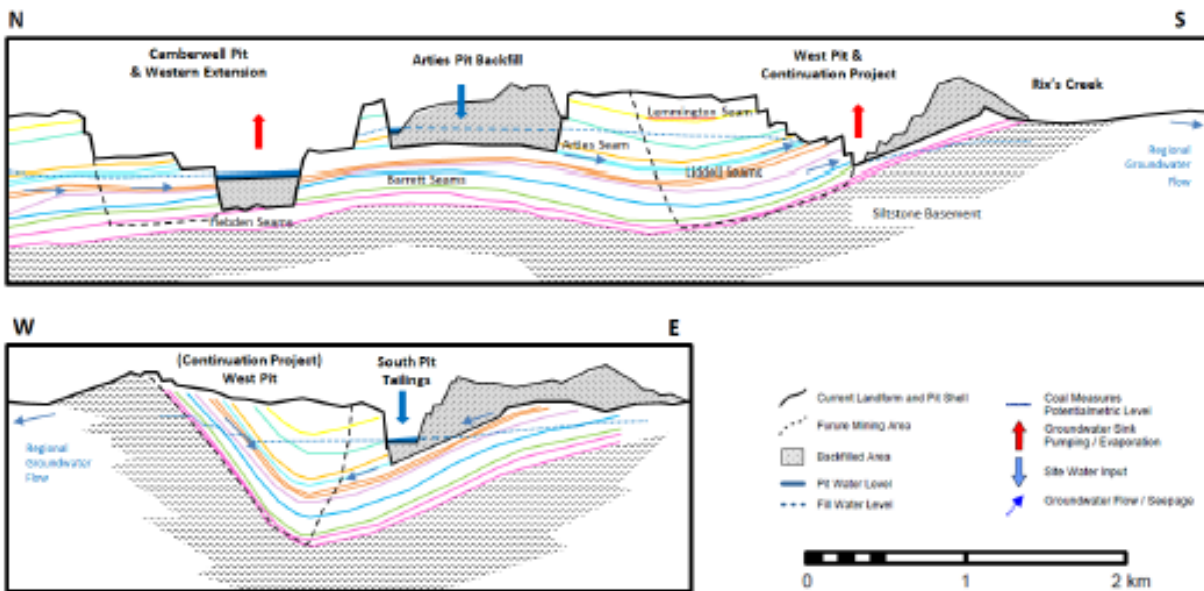 N
S
Camberwell Pit
& Western Extension
Arties Pit Backfill
West Pit &
Continuation Project
Rix's Creek
Lemmington Seam
Arties Seam
Liddell Seams
Barrett Seams
Hebden Seams
Siltstone Basement
Regional
Groundwater
Flow
W
E
(Continuation Project)
West Pit
South Pit
Tailings
Regional
Groundwater
Flow
Current Landform and Pit Shell
Future Mining Area
Backfilled Area
Pit Water Level
Fill Water Level
Coal Measures
Potentiometric Level
Groundwater Sink
Pumping / Evaporation
Site Water Input
Groundwater Flow / Seepage
0 1 2 km